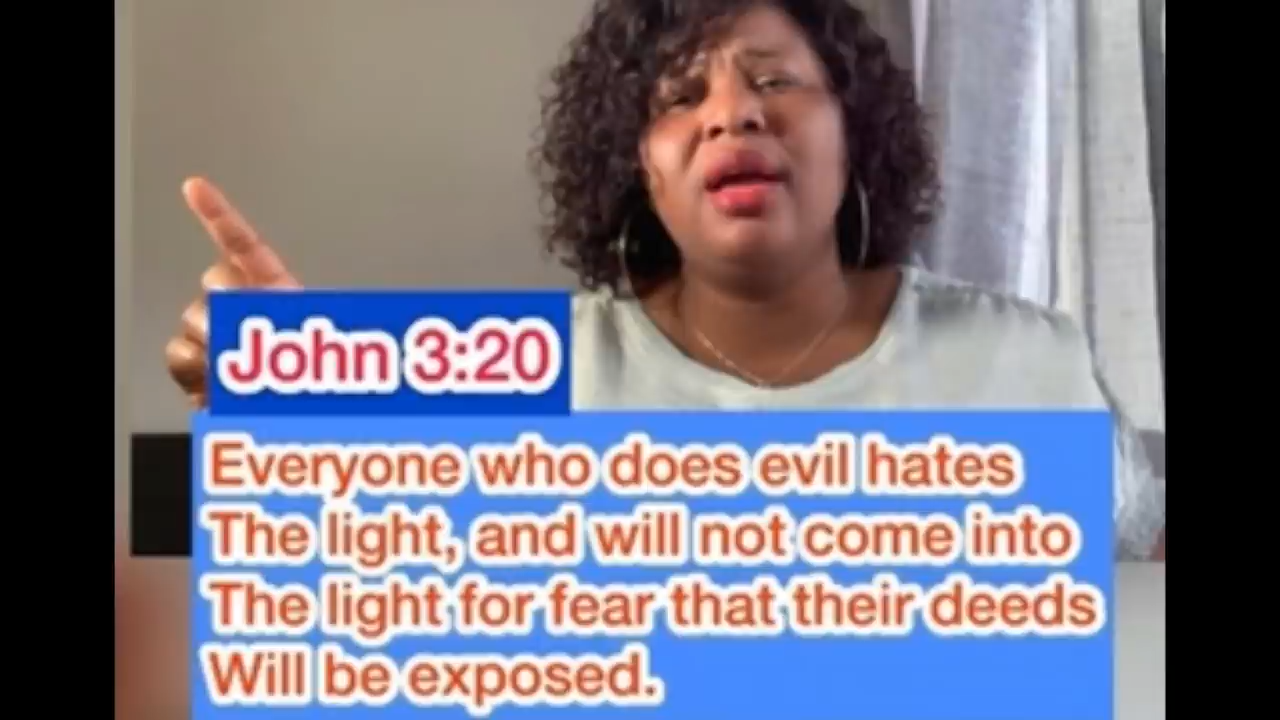 John 3:20
Everyone who does evil hates
The light, and will not come into
The light for fear that their deeds
Will be exposed.